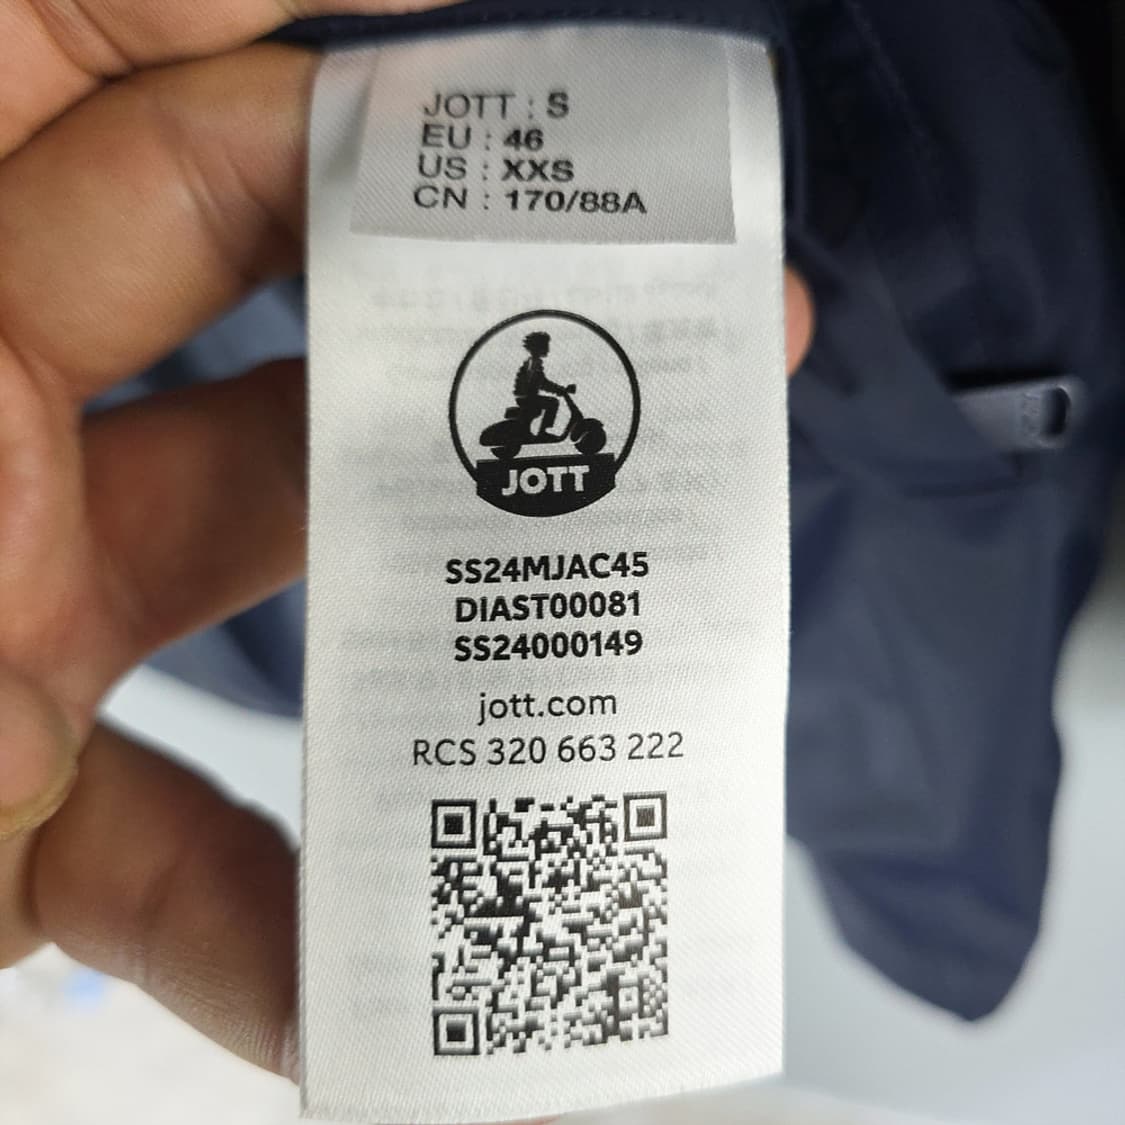 JOTT : S
EU : 46
US : XXS
CN : 170/88A
JOTT
SS24MJAC45
DIAST00081
SS24000149
jott.com
RCS 320 663 222